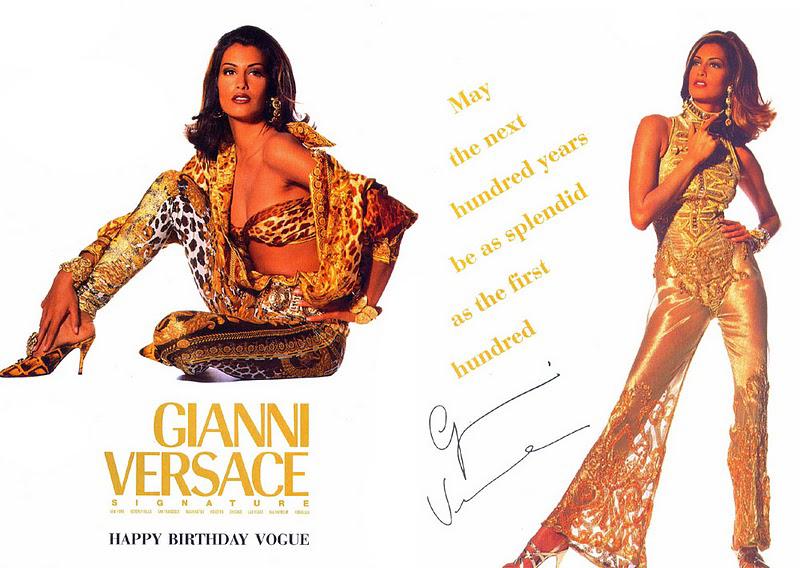 GIANNI
VERSACE
SIGNATURE
HAPPY BIRTHDAY VOGUE
May
the next
hundred years
be as splendid
as the first
hundred